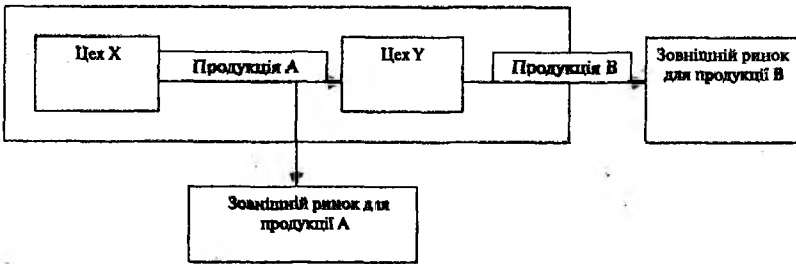 Цех X
Продукція A
Цех Y
Продукція B
Зовнішній ринок
для продукції B
Зовнішній ринок для
продукції A